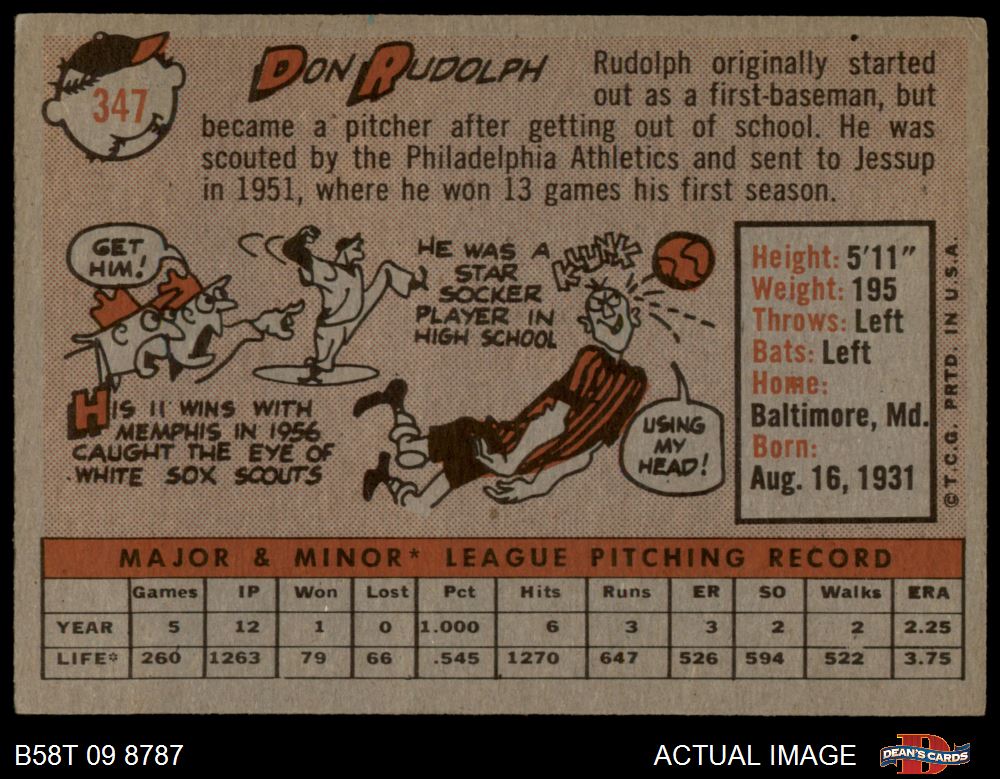 347
DON RUDOLPH
Rudolph originally started
out as a first-baseman, but
became a pitcher after getting out of school. He was
scouted by the Philadelphia Athletics and sent to Jessup
in 1951, where he won 13 games his first season.
GET
HIM!
HIS 11 WINS WITH
MEMPHIS IN 1956
CAUGHT THE EYE OF
WHITE SOX SCOUTS
HE WAS A
STAR
SOCKER
PLAYER IN
HIGH SCHOOL
KLUNK
USING
MY
HEAD!
Height: 5'11"
Weight: 195
Throws: Left
Bats: Left
Home:
Baltimore, Md.
Born:
Aug. 16, 1931
© T.C.G. PRTD. IN U.S.A.
MAJOR & MINOR* LEAGUE PITCHING RECORD
Games IP Won Lost Pct Hits Runs ER SO Walks ERA
YEAR 5 12 1 0 1.000 6 3 3 2 2 2.25
LIFE* 260 1263 79 66 .545 1270 647 526 594 522 3.75
B58T 09 8787
ACTUAL IMAGE
DEAN'S CARDS